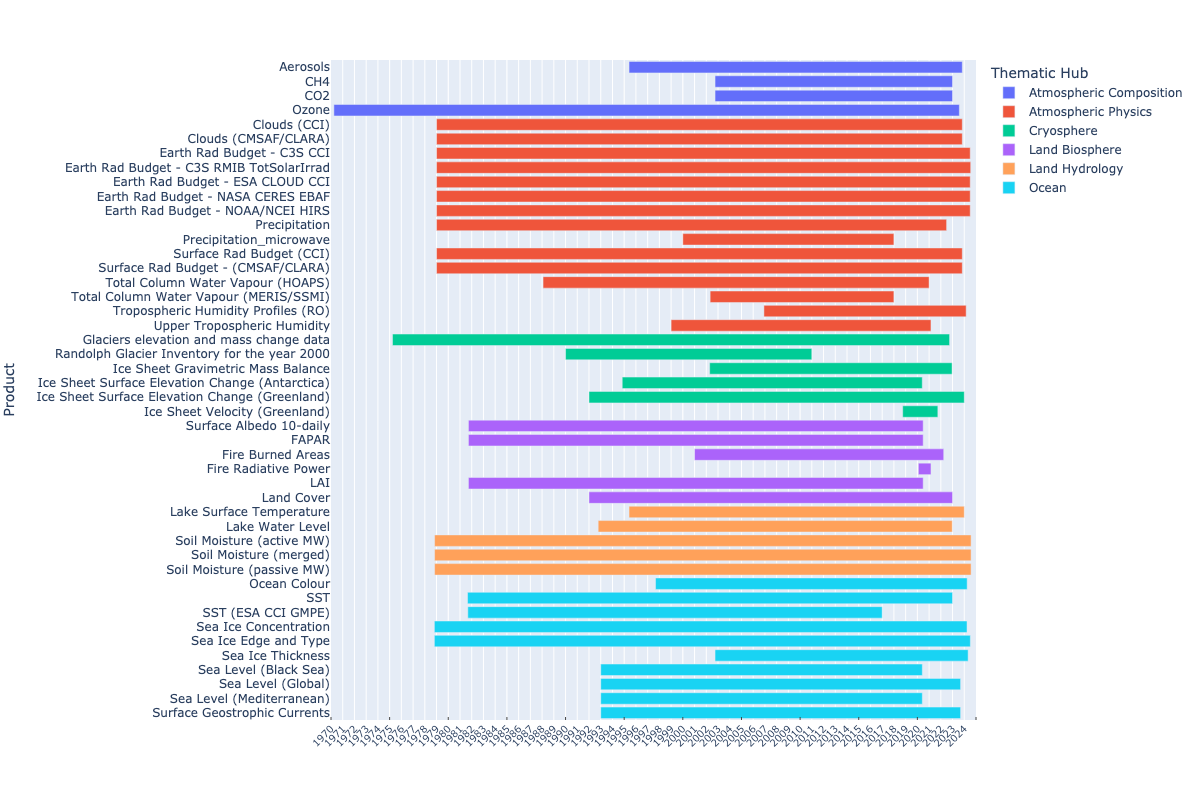 Aerosols
CH4
CO2
Ozone
Clouds (CCI)
Clouds (CMSAF/CLARA)
Earth Rad Budget - C3S CCI
Earth Rad Budget - C3S RMIB TotSolarIrrad
Earth Rad Budget - ESA CLOUD CCI
Earth Rad Budget - NASA CERES EBAF
Earth Rad Budget - NOAA/NCEI HIRS
Precipitation
Precipitation_microwave
Surface Rad Budget (CCI)
Surface Rad Budget - (CMSAF/CLARA)
Total Column Water Vapour (HOAPS)
Total Column Water Vapour (MERIS/SSMI)
Tropospheric Humidity Profiles (RO)
Upper Tropospheric Humidity
Glaciers elevation and mass change data
Randolph Glacier Inventory for the year 2000
Ice Sheet Gravimetric Mass Balance
Ice Sheet Surface Elevation Change (Antarctica)
Ice Sheet Surface Elevation Change (Greenland)
Ice Sheet Velocity (Greenland)
Surface Albedo 10-daily
FAPAR
Fire Burned Areas
Fire Radiative Power
LAI
Land Cover
Lake Surface Temperature
Lake Water Level
Soil Moisture (active MW)
Soil Moisture (merged)
Soil Moisture (passive MW)
Ocean Colour
SST
SST (ESA CCI GMPE)
Sea Ice Concentration
Sea Ice Edge and Type
Sea Ice Thickness
Sea Level (Black Sea)
Sea Level (Global)
Sea Level (Mediterranean)
Surface Geostrophic Currents
Product
1970
1971
1972
1973
1974
1975
1976
1977
1978
1979
1980
1981
1982
1983
1984
1985
1986
1987
1988
1989
1990
1991
1992
1993
1994
1995
1996
1997
1998
1999
2000
2001
2002
2003
2004
2005
2006
2007
2008
2009
2010
2011
2012
2013
2014
2015
2016
2017
2018
2019
2020
2021
2022
2023
2024
Thematic Hub
Atmospheric Composition
Atmospheric Physics
Cryosphere
Land Biosphere
Land Hydrology
Ocean